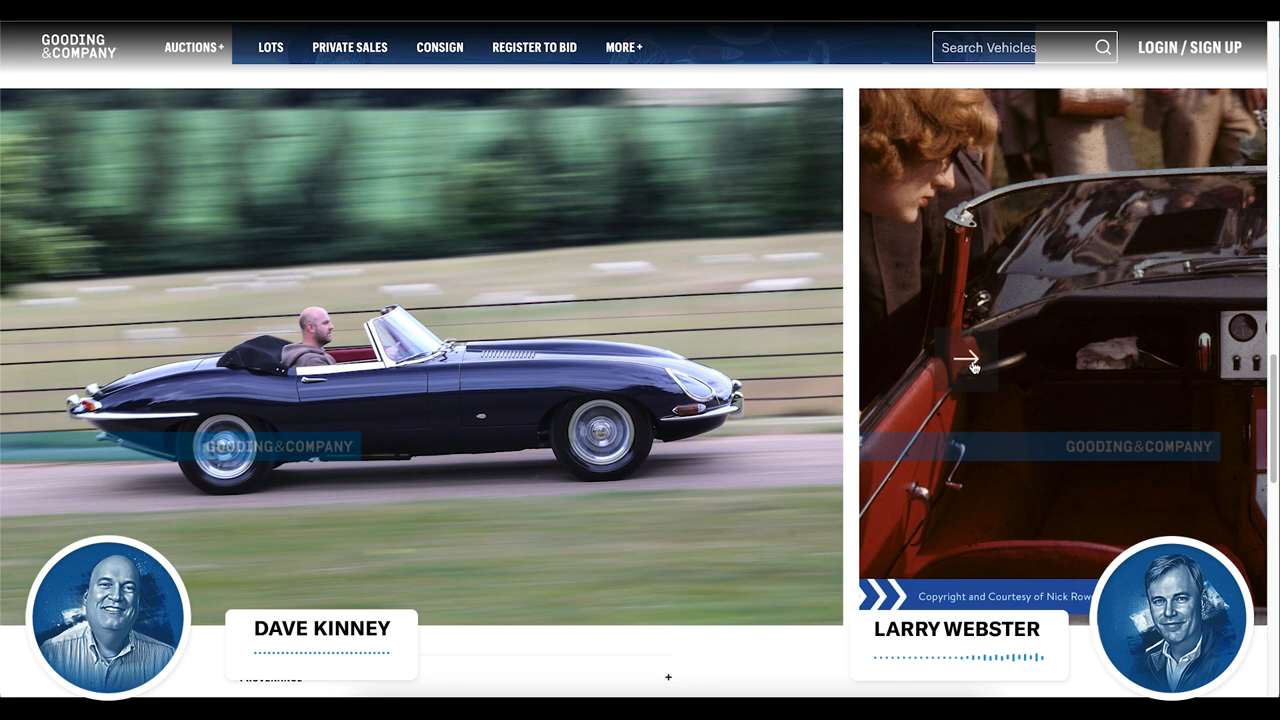 GOODING
&COMPANY
AUCTIONS +
LOTS
PRIVATE SALES
CONSIGN
REGISTER TO BID
MORE +
Search Vehicles
LOGIN / SIGN UP
GOODING&COMPANY
GOODING&COMPANY
Copyright and Courtesy of Nick Row
DAVE KINNEY
LARRY WEBSTER
PROVENANCE
+